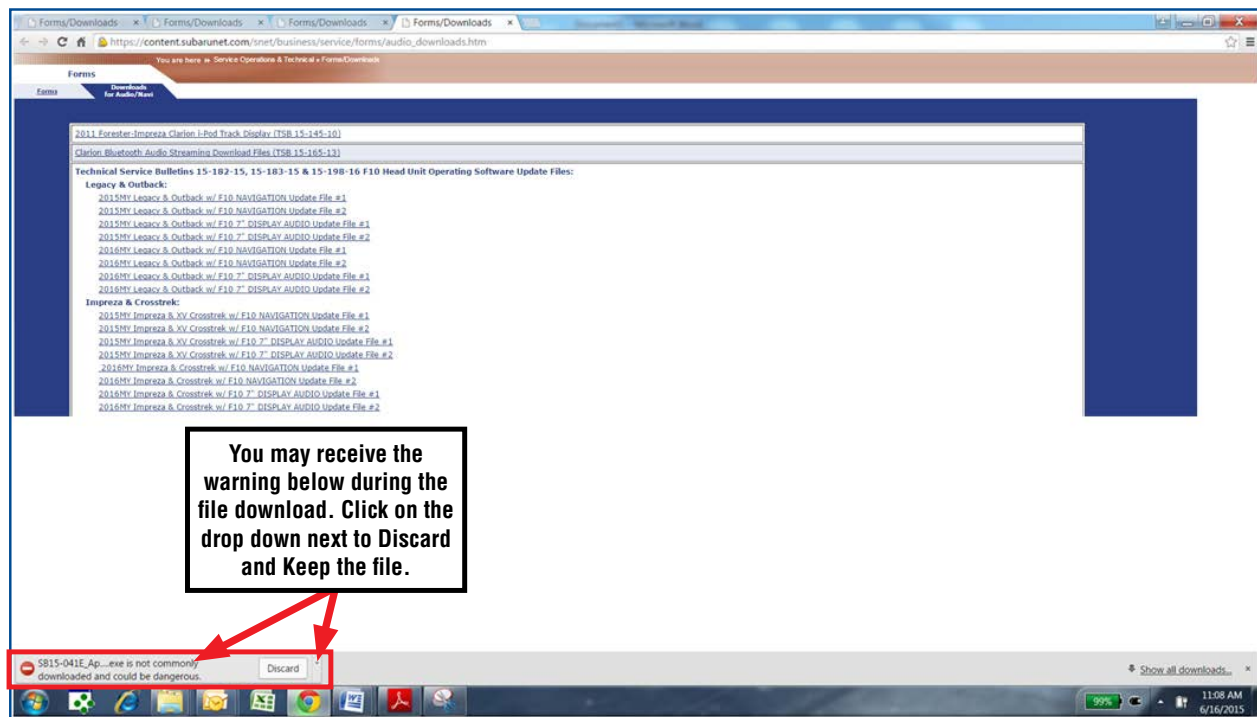 Forms/Downloads × Forms/Downloads × Forms/Downloads × Forms/Downloads ×
https://content.subarunet.com/snet/business/service/forms/audio_downloads.htm
You are here » Service Operations & Technical » Forms/Downloads
Forms
Forms
Downloads
for Audio/Navi
2011 Forester-Impreza Clarion i-Pod Track Display (TSB 15-145-10)
Clarion Bluetooth Audio Streaming Download Files (TSB 15-165-13)
Technical Service Bulletins 15-182-15, 15-183-15 & 15-198-16 F10 Head Unit Operating Software Update Files:
Legacy & Outback:
2015MY Legacy & Outback w/ F10 NAVIGATION Update File #1
2015MY Legacy & Outback w/ F10 NAVIGATION Update File #2
2015MY Legacy & Outback w/ F10 7" DISPLAY AUDIO Update File #1
2015MY Legacy & Outback w/ F10 7" DISPLAY AUDIO Update File #2
2016MY Legacy & Outback w/ F10 NAVIGATION Update File #1
2016MY Legacy & Outback w/ F10 NAVIGATION Update File #2
2016MY Legacy & Outback w/ F10 7" DISPLAY AUDIO Update File #1
2016MY Legacy & Outback w/ F10 7" DISPLAY AUDIO Update File #2
Impreza & Crosstrek:
2015MY Impreza & XV Crosstrek w/ F10 NAVIGATION Update File #1
2015MY Impreza & XV Crosstrek w/ F10 NAVIGATION Update File #2
2015MY Impreza & XV Crosstrek w/ F10 7" DISPLAY AUDIO Update File #1
2015MY Impreza & XV Crosstrek w/ F10 7" DISPLAY AUDIO Update File #2
2016MY Impreza & Crosstrek w/ F10 NAVIGATION Update File #1
2016MY Impreza & Crosstrek w/ F10 NAVIGATION Update File #2
2016MY Impreza & Crosstrek w/ F10 7" DISPLAY AUDIO Update File #1
2016MY Impreza & Crosstrek w/ F10 7" DISPLAY AUDIO Update File #2
You may receive the
warning below during the
file download. Click on the
drop down next to Discard
and Keep the file.
SB15-041E_Ap....exe is not commonly
downloaded and could be dangerous.
Discard
Show all downloads...
99%
11:08 AM
6/16/2015